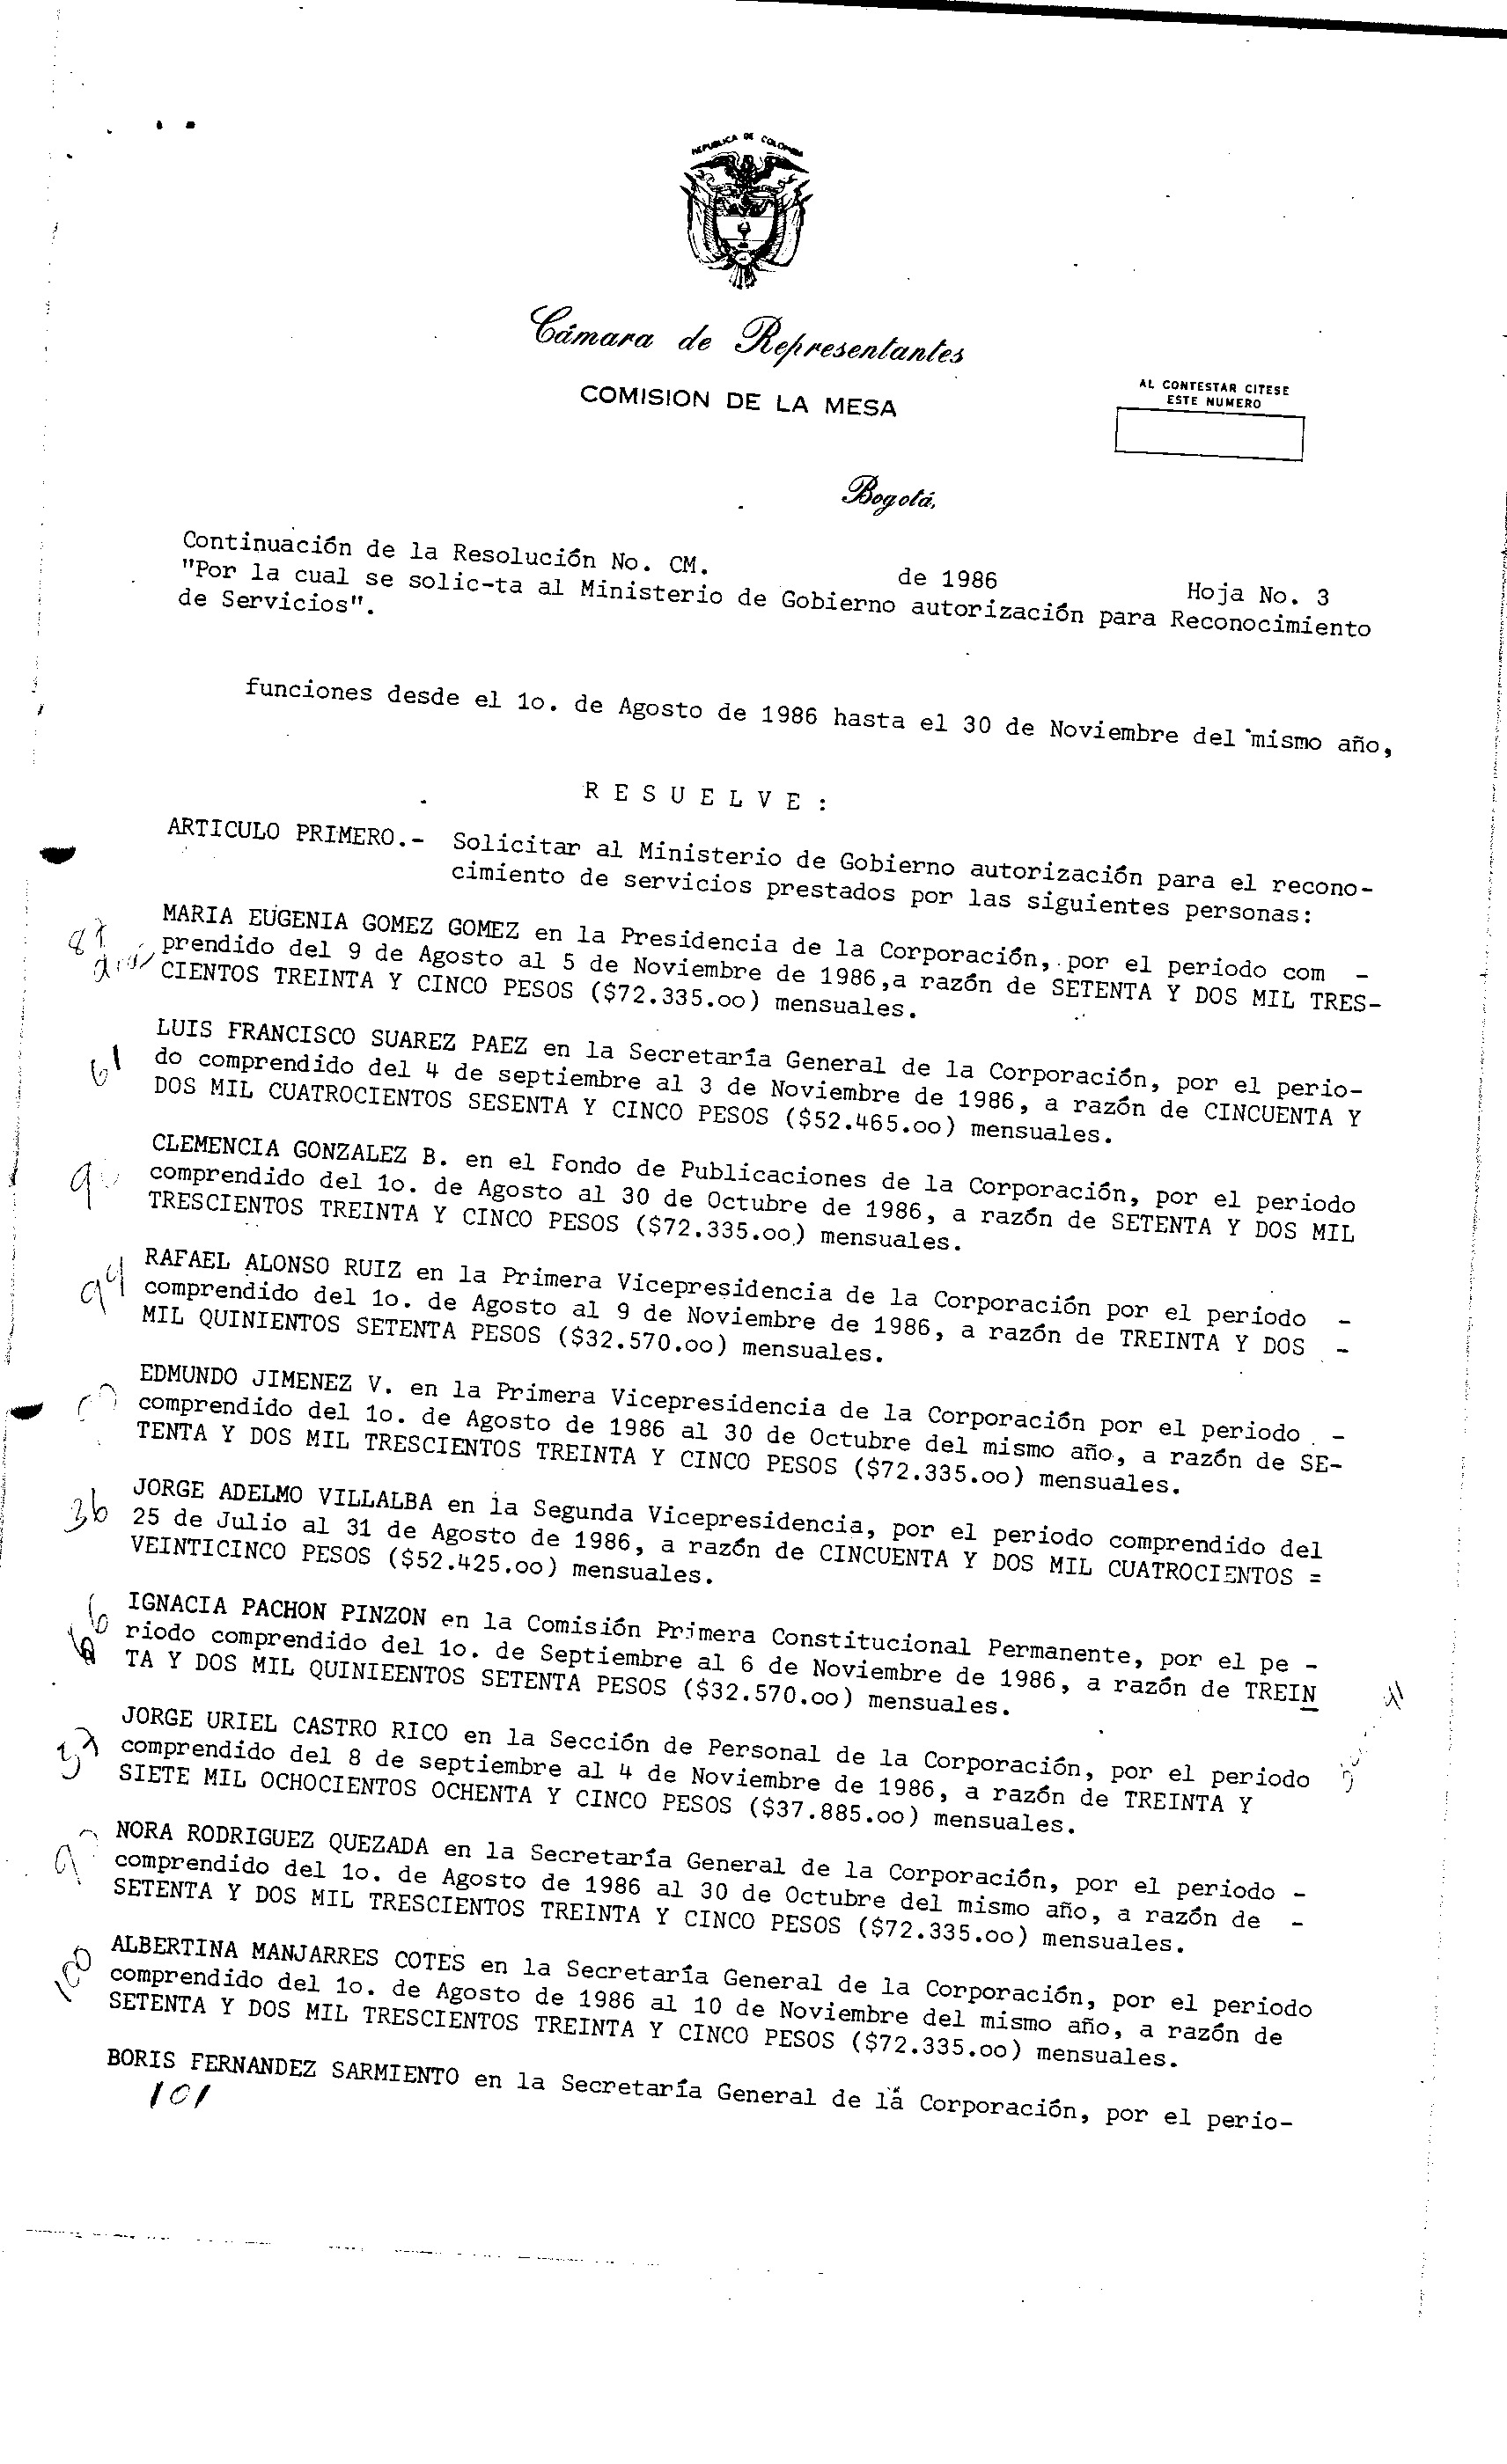 REPUBLICA DE COLOMBIA
Cámara de Representantes
COMISION DE LA MESA
AL CONTESTAR CITESE
ESTE NUMERO
Bogotá,
Continuación de la Resolución No. CM. de 1986 Hoja No. 3
"Por la cual se solic-ta al Ministerio de Gobierno autorización para Reconocimiento
de Servicios".
funciones desde el 1o. de Agosto de 1986 hasta el 30 de Noviembre del mismo año,
R E S U E L V E :
ARTICULO PRIMERO.- Solicitar al Ministerio de Gobierno autorización para el recono-
cimiento de servicios prestados por las siguientes personas:
MARIA EUGENIA GOMEZ GOMEZ en la Presidencia de la Corporación, por el periodo com -
prendido del 9 de Agosto al 5 de Noviembre de 1986,a razón de SETENTA Y DOS MIL TRES-
CIENTOS TREINTA Y CINCO PESOS ($72.335.oo) mensuales.
LUIS FRANCISCO SUAREZ PAEZ en la Secretaría General de la Corporación, por el perio-
61 do comprendido del 4 de septiembre al 3 de Noviembre de 1986, a razón de CINCUENTA Y
DOS MIL CUATROCIENTOS SESENTA Y CINCO PESOS ($52.465.oo) mensuales.
CLEMENCIA GONZALEZ B. en el Fondo de Publicaciones de la Corporación, por el periodo
comprendido del 1o. de Agosto al 30 de Octubre de 1986, a razón de SETENTA Y DOS MIL
TRESCIENTOS TREINTA Y CINCO PESOS ($72.335.oo) mensuales.
RAFAEL ALONSO RUIZ en la Primera Vicepresidencia de la Corporación por el periodo -
99 comprendido del 1o. de Agosto al 9 de Noviembre de 1986, a razón de TREINTA Y DOS -
MIL QUINIENTOS SETENTA PESOS ($32.570.oo) mensuales.
EDMUNDO JIMENEZ V. en la Primera Vicepresidencia de la Corporación por el periodo -
comprendido del 1o. de Agosto de 1986 al 30 de Octubre del mismo año, a razón de SE-
TENTA Y DOS MIL TRESCIENTOS TREINTA Y CINCO PESOS ($72.335.oo) mensuales.
JORGE ADELMO VILLALBA en la Segunda Vicepresidencia, por el periodo comprendido del
36 25 de Julio al 31 de Agosto de 1986, a razón de CINCUENTA Y DOS MIL CUATROCIENTOS =
VEINTICINCO PESOS ($52.425.oo) mensuales.
IGNACIA PACHON PINZON en la Comisión Primera Constitucional Permanente, por el pe -
riodo comprendido del 1o. de Septiembre al 6 de Noviembre de 1986, a razón de TREIN
TA Y DOS MIL QUINIEENTOS SETENTA PESOS ($32.570.oo) mensuales.
JORGE URIEL CASTRO RICO en la Sección de Personal de la Corporación, por el periodo
57 comprendido del 8 de septiembre al 4 de Noviembre de 1986, a razón de TREINTA Y
SIETE MIL OCHOCIENTOS OCHENTA Y CINCO PESOS ($37.885.oo) mensuales.
NORA RODRIGUEZ QUEZADA en la Secretaría General de la Corporación, por el periodo -
comprendido del 1o. de Agosto de 1986 al 30 de Octubre del mismo año, a razón de -
SETENTA Y DOS MIL TRESCIENTOS TREINTA Y CINCO PESOS ($72.335.oo) mensuales.
ALBERTINA MANJARRES COTES en la Secretaría General de la Corporación, por el periodo
100 comprendido del 1o. de Agosto de 1986 al 10 de Noviembre del mismo año, a razón de
SETENTA Y DOS MIL TRESCIENTOS TREINTA Y CINCO PESOS ($72.335.oo) mensuales.
BORIS FERNANDEZ SARMIENTO en la Secretaría General de la Corporación, por el perio-
101